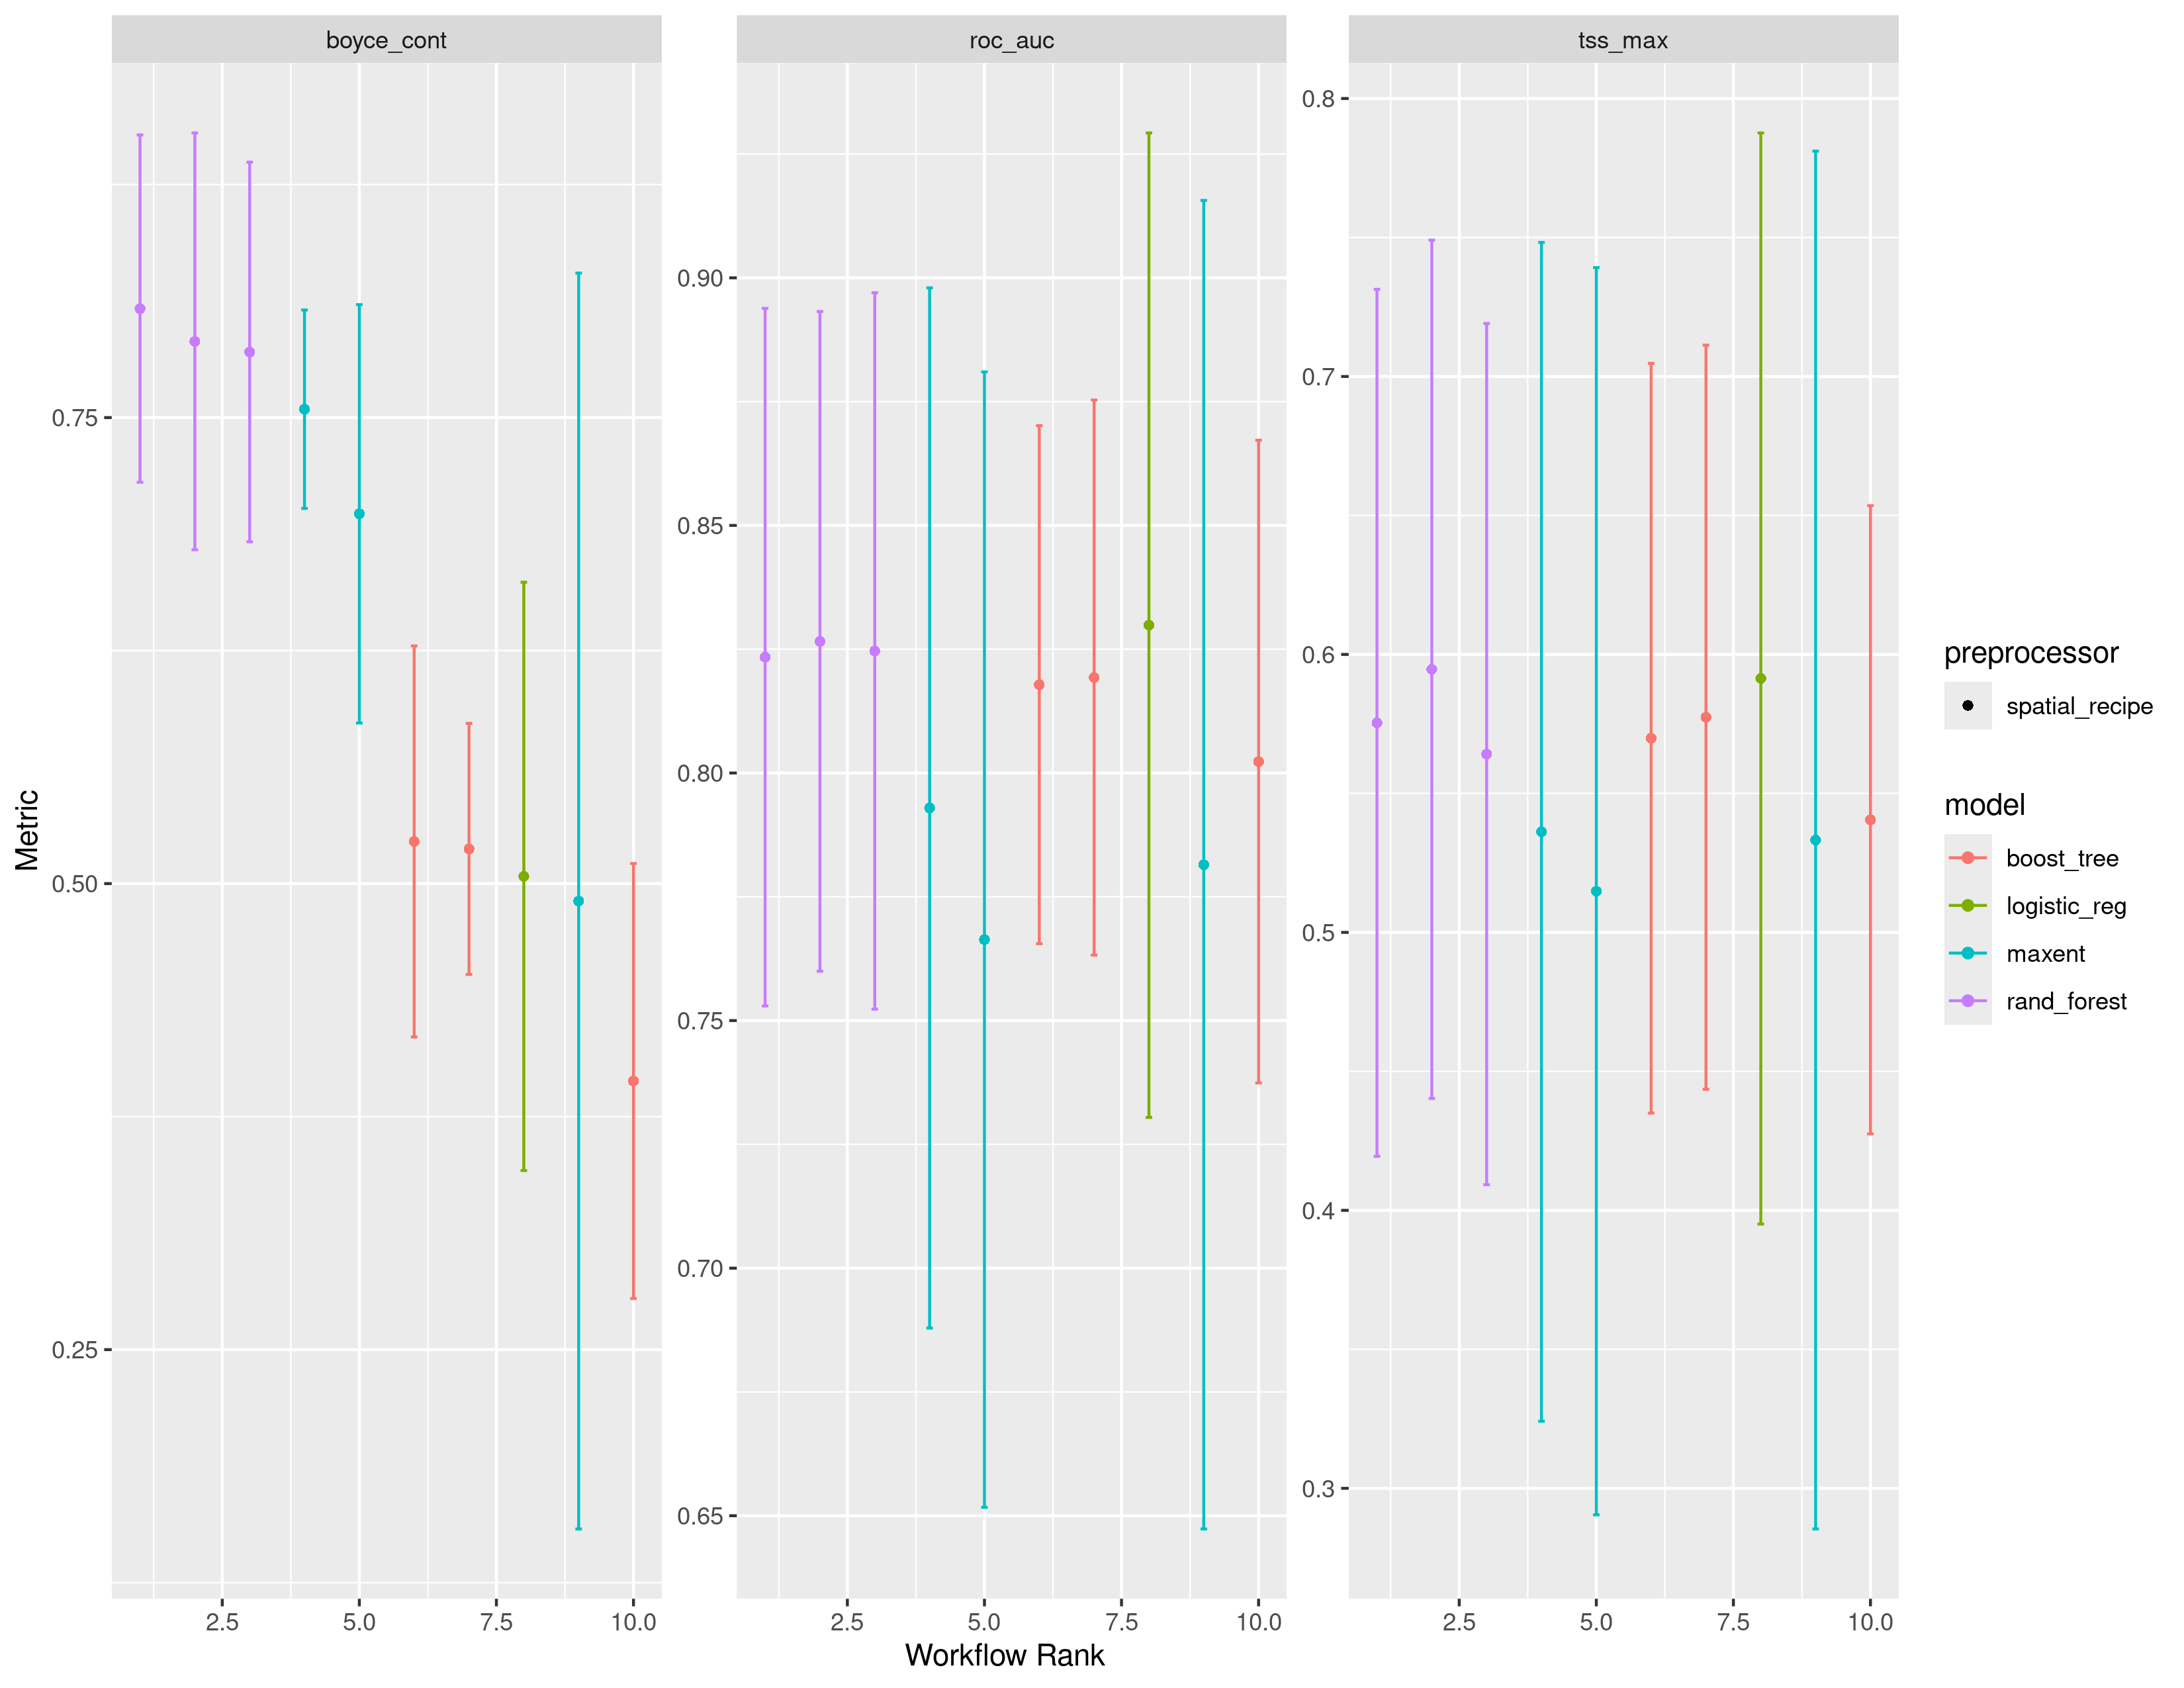 boyce_cont
roc_auc
tss_max
Metric
0.75
0.50
0.25
0.90
0.85
0.80
0.75
0.70
0.65
0.8
0.7
0.6
0.5
0.4
0.3
2.5 5.0 7.5 10.0
2.5 5.0 7.5 10.0
2.5 5.0 7.5 10.0
Workflow Rank
preprocessor
spatial_recipe
model
boost_tree
logistic_reg
maxent
rand_forest